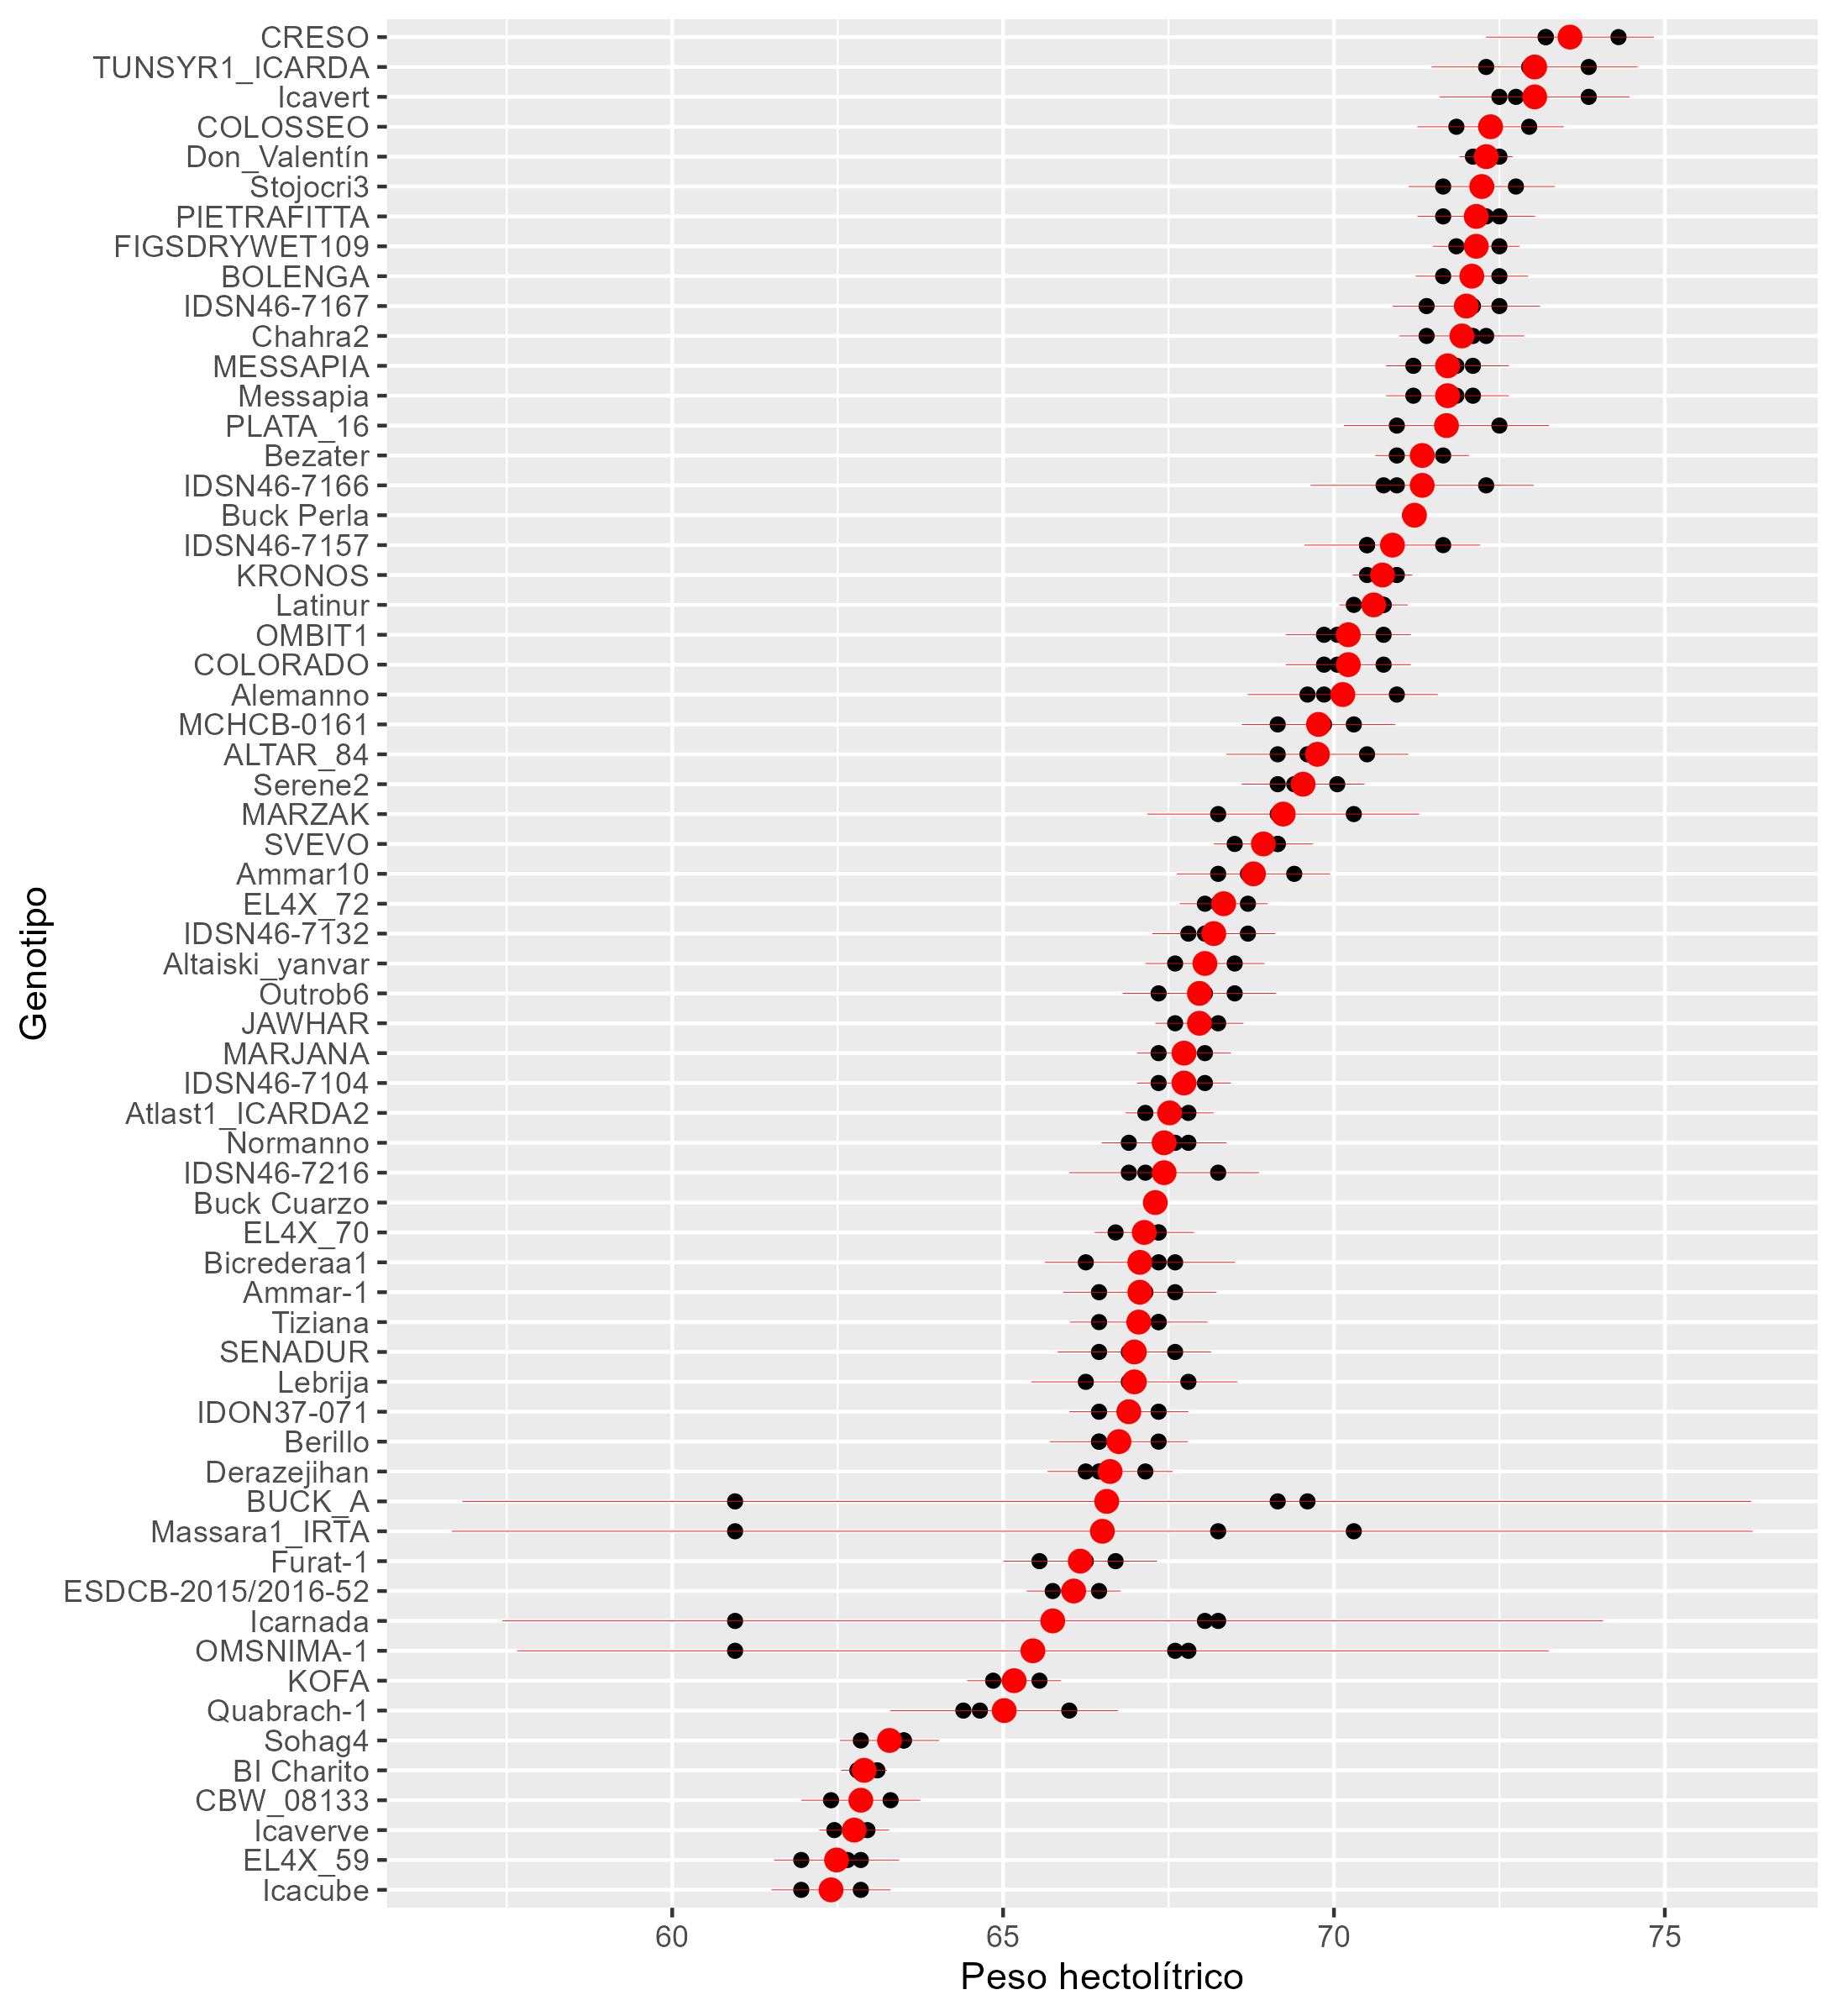 CRESO
TUNSYR1_ICARDA
Icavert
COLOSSEO
Don_Valentín
Stojocri3
PIETRAFITTA
FIGSDRYWET109
BOLENGA
IDSN46-7167
Chahra2
MESSAPIA
Messapia
PLATA_16
Bezater
IDSN46-7166
Buck Perla
IDSN46-7157
KRONOS
Latinur
OMBIT1
COLORADO
Alemanno
MCHCB-0161
ALTAR_84
Serene2
MARZAK
SVEVO
Ammar10
EL4X_72
IDSN46-7132
Altaiski_yanvar
Outrob6
JAWHAR
MARJANA
IDSN46-7104
Atlast1_ICARDA2
Normanno
IDSN46-7216
Buck Cuarzo
EL4X_70
Bicrederaa1
Ammar-1
Tiziana
SENADUR
Lebrija
IDON37-071
Berillo
Derazejihan
BUCK_A
Massara1_IRTA
Furat-1
ESDCB-2015/2016-52
Icarnada
OMSNIMA-1
KOFA
Quabrach-1
Sohag4
BI Charito
CBW_08133
Icaverve
EL4X_59
Icacube
Genotipo
60 65 70 75
Peso hectolítrico